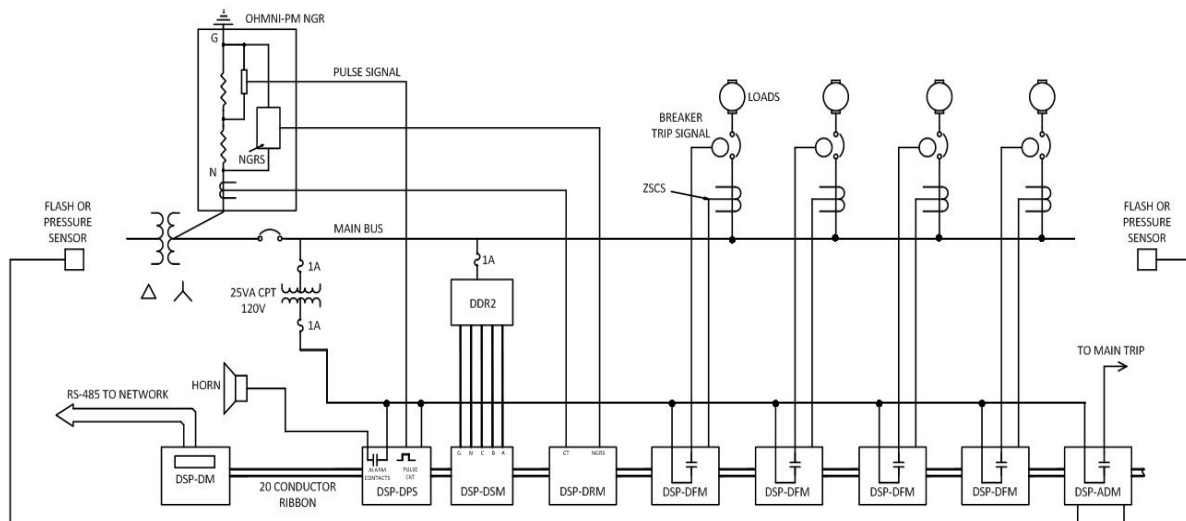 OHMNI-PM NGR
G
PULSE SIGNAL
NGRS
N
LOADS
BREAKER
TRIP SIGNAL
ZSCS
FLASH OR
PRESSURE
SENSOR
MAIN BUS
FLASH OR
PRESSURE
SENSOR
1A
25VA CPT
120V
1A
1A
DDR2
TO MAIN TRIP
HORN
RS-485 TO NETWORK
DSP-DM
20 CONDUCTOR
RIBBON
ALARM
CONTACTS
PULSE
CKT
DSP-DPS
G N C B A
DSP-DSM
CT NGRS
DSP-DRM
DSP-DFM
DSP-DFM
DSP-DFM
DSP-DFM
DSP-ADM